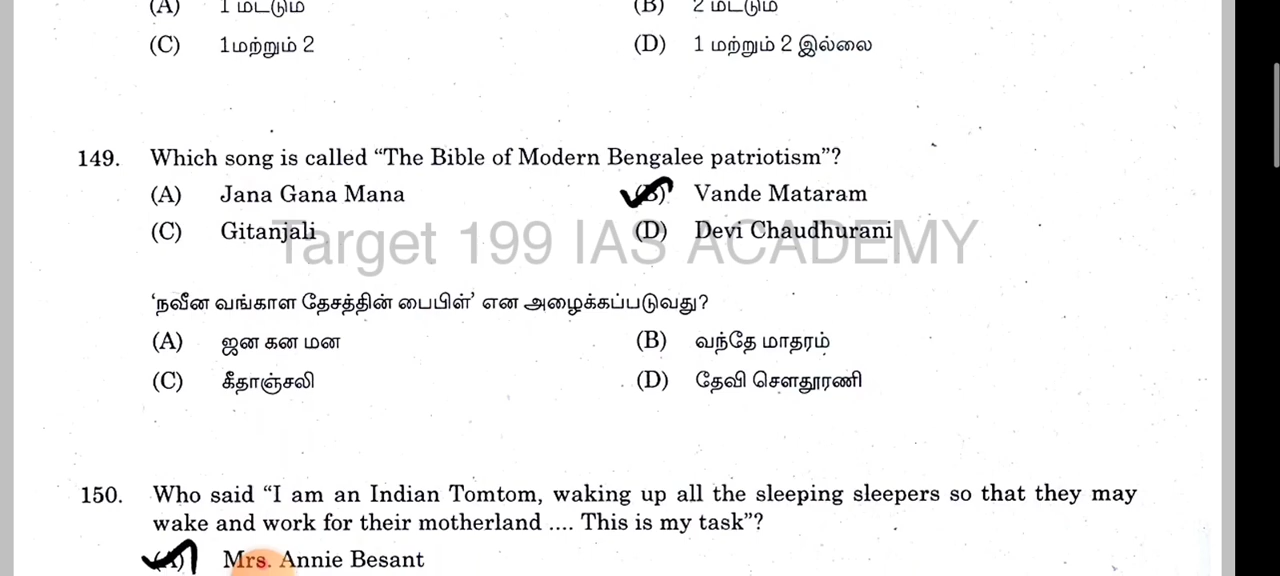 (A) 1 மட்டும் (B) 2 மட்டும்
(C) 1மற்றும் 2 (D) 1 மற்றும் 2 இல்லை
149. Which song is called “The Bible of Modern Bengalee patriotism”?
(A) Jana Gana Mana (B) Vande Mataram
(C) Gitanjali (D) Devi Chaudhurani
Target 199 IAS ACADEMY
‘நவீன வங்காள தேசத்தின் பைபிள்’ என அழைக்கப்படுவது?
(A) ஜன கன மன (B) வந்தே மாதரம்
(C) கீதாஞ்சலி (D) தேவி சௌதூரணி
150. Who said “I am an Indian Tomtom, waking up all the sleeping sleepers so that they may
wake and work for their motherland .... This is my task”?
(A) Mrs. Annie Besant